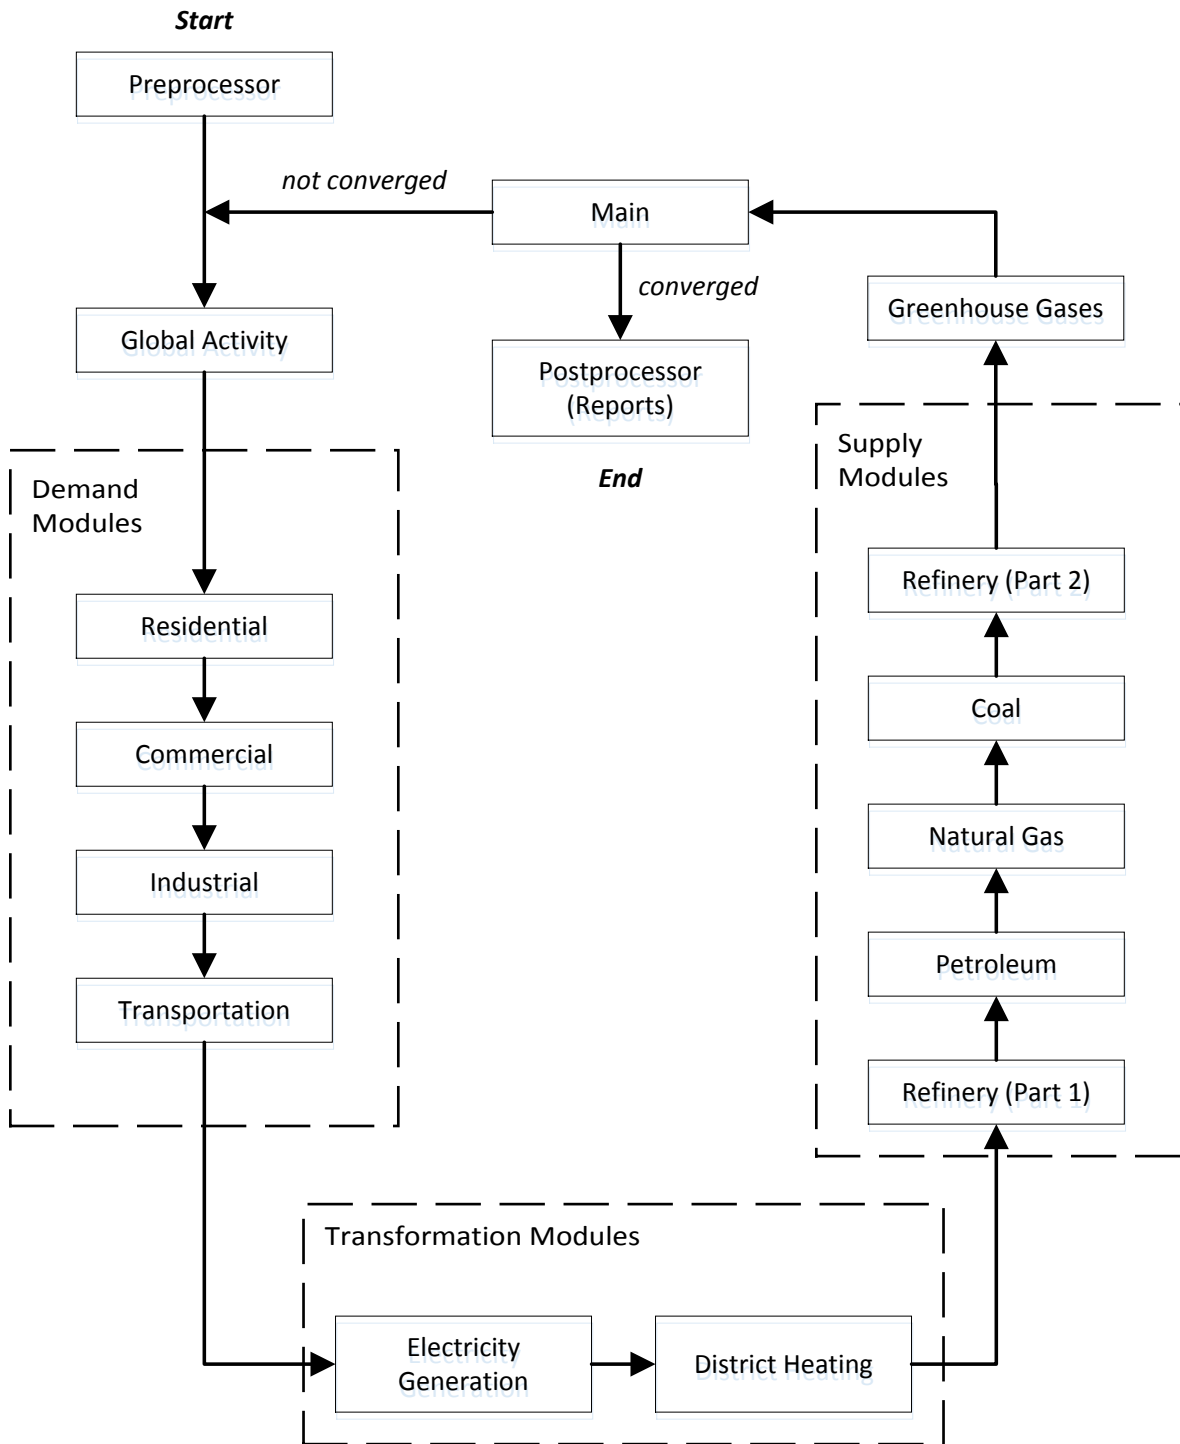 Start
Preprocessor
not converged
Main
converged
Greenhouse Gases
Global Activity
Postprocessor
(Reports)
End
Demand
Modules
Residential
Commercial
Industrial
Transportation
Transformation Modules
Electricity
Generation
District Heating
Supply
Modules
Refinery (Part 2)
Coal
Natural Gas
Petroleum
Refinery (Part 1)